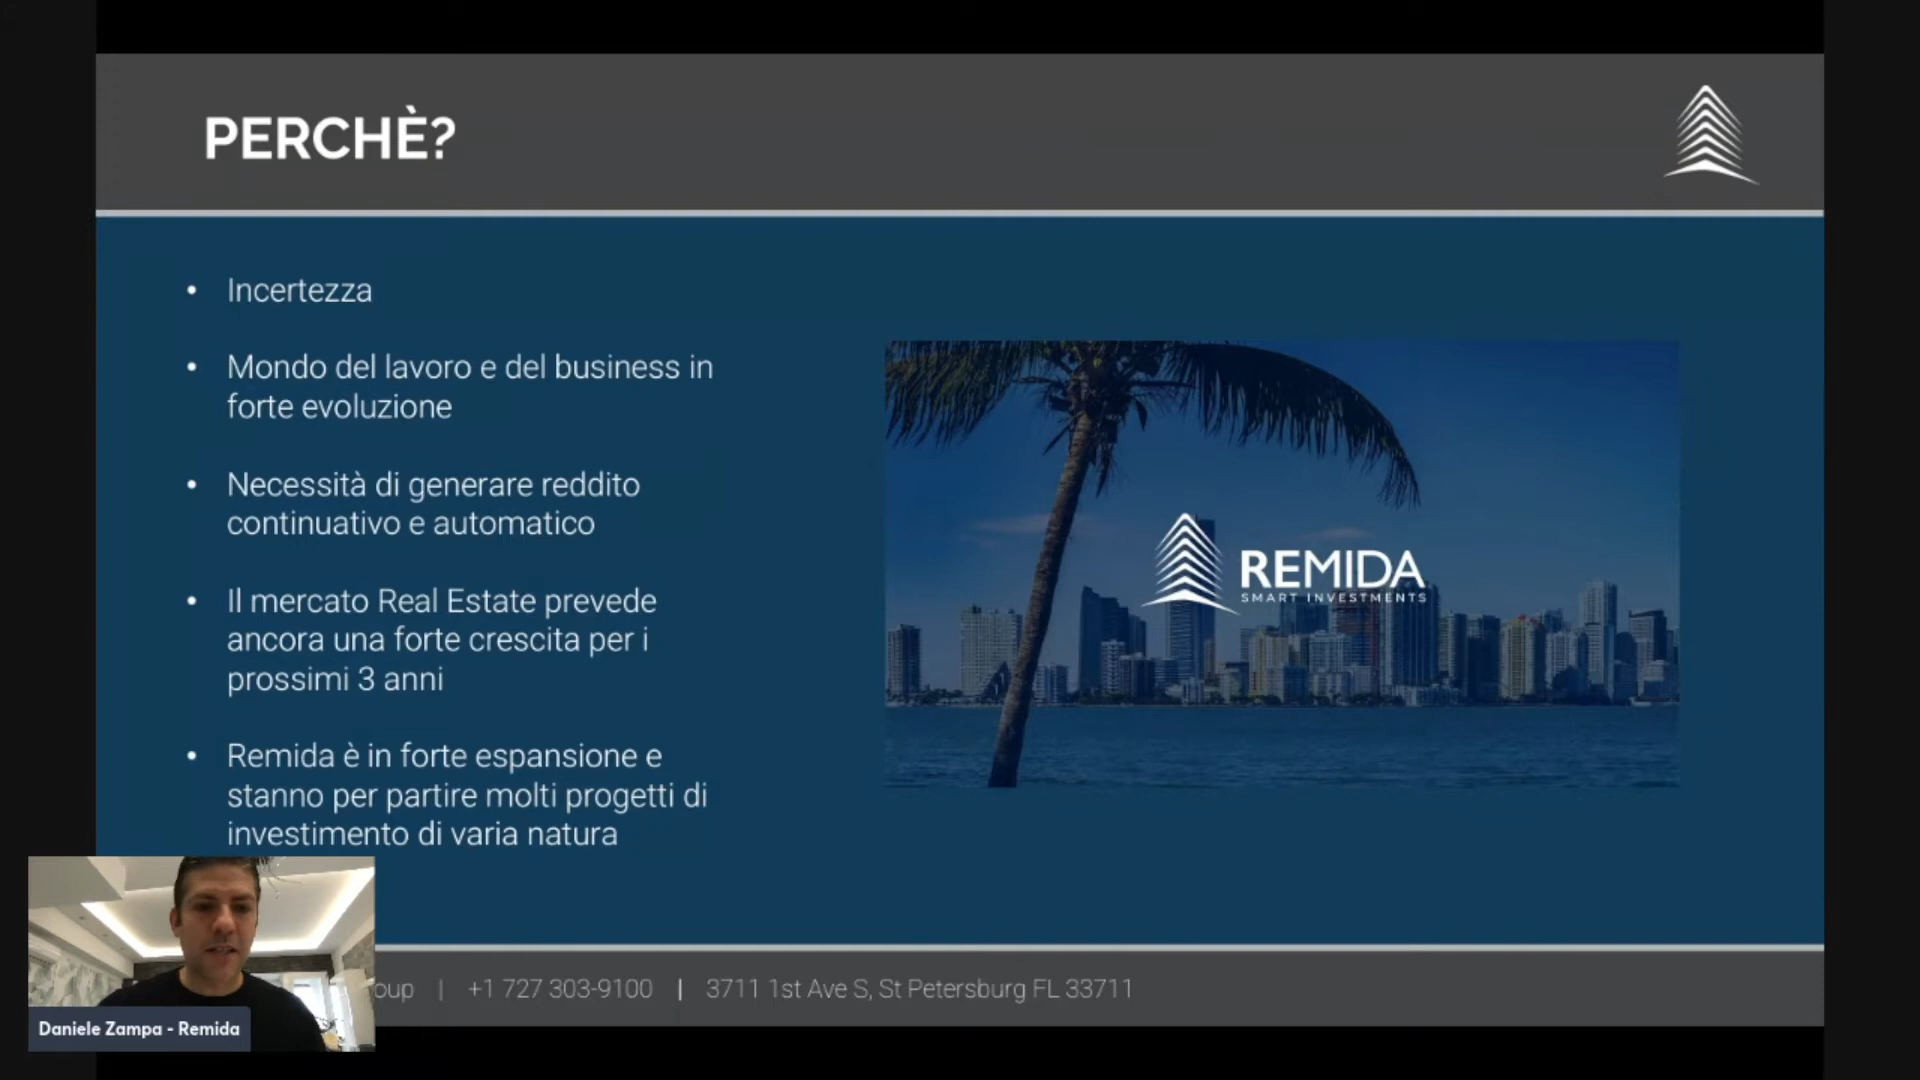 PERCHÈ?
• Incertezza
• Mondo del lavoro e del business in
forte evoluzione
• Necessità di generare reddito
continuativo e automatico
• Il mercato Real Estate prevede
ancora una forte crescita per i
prossimi 3 anni
• Remida è in forte espansione e
stanno per partire molti progetti di
investimento di varia natura
REMIDA
SMART INVESTMENTS
| +1 727 303-9100 | 3711 1st Ave S, St Petersburg FL 33711
Daniele Zampa - Remida